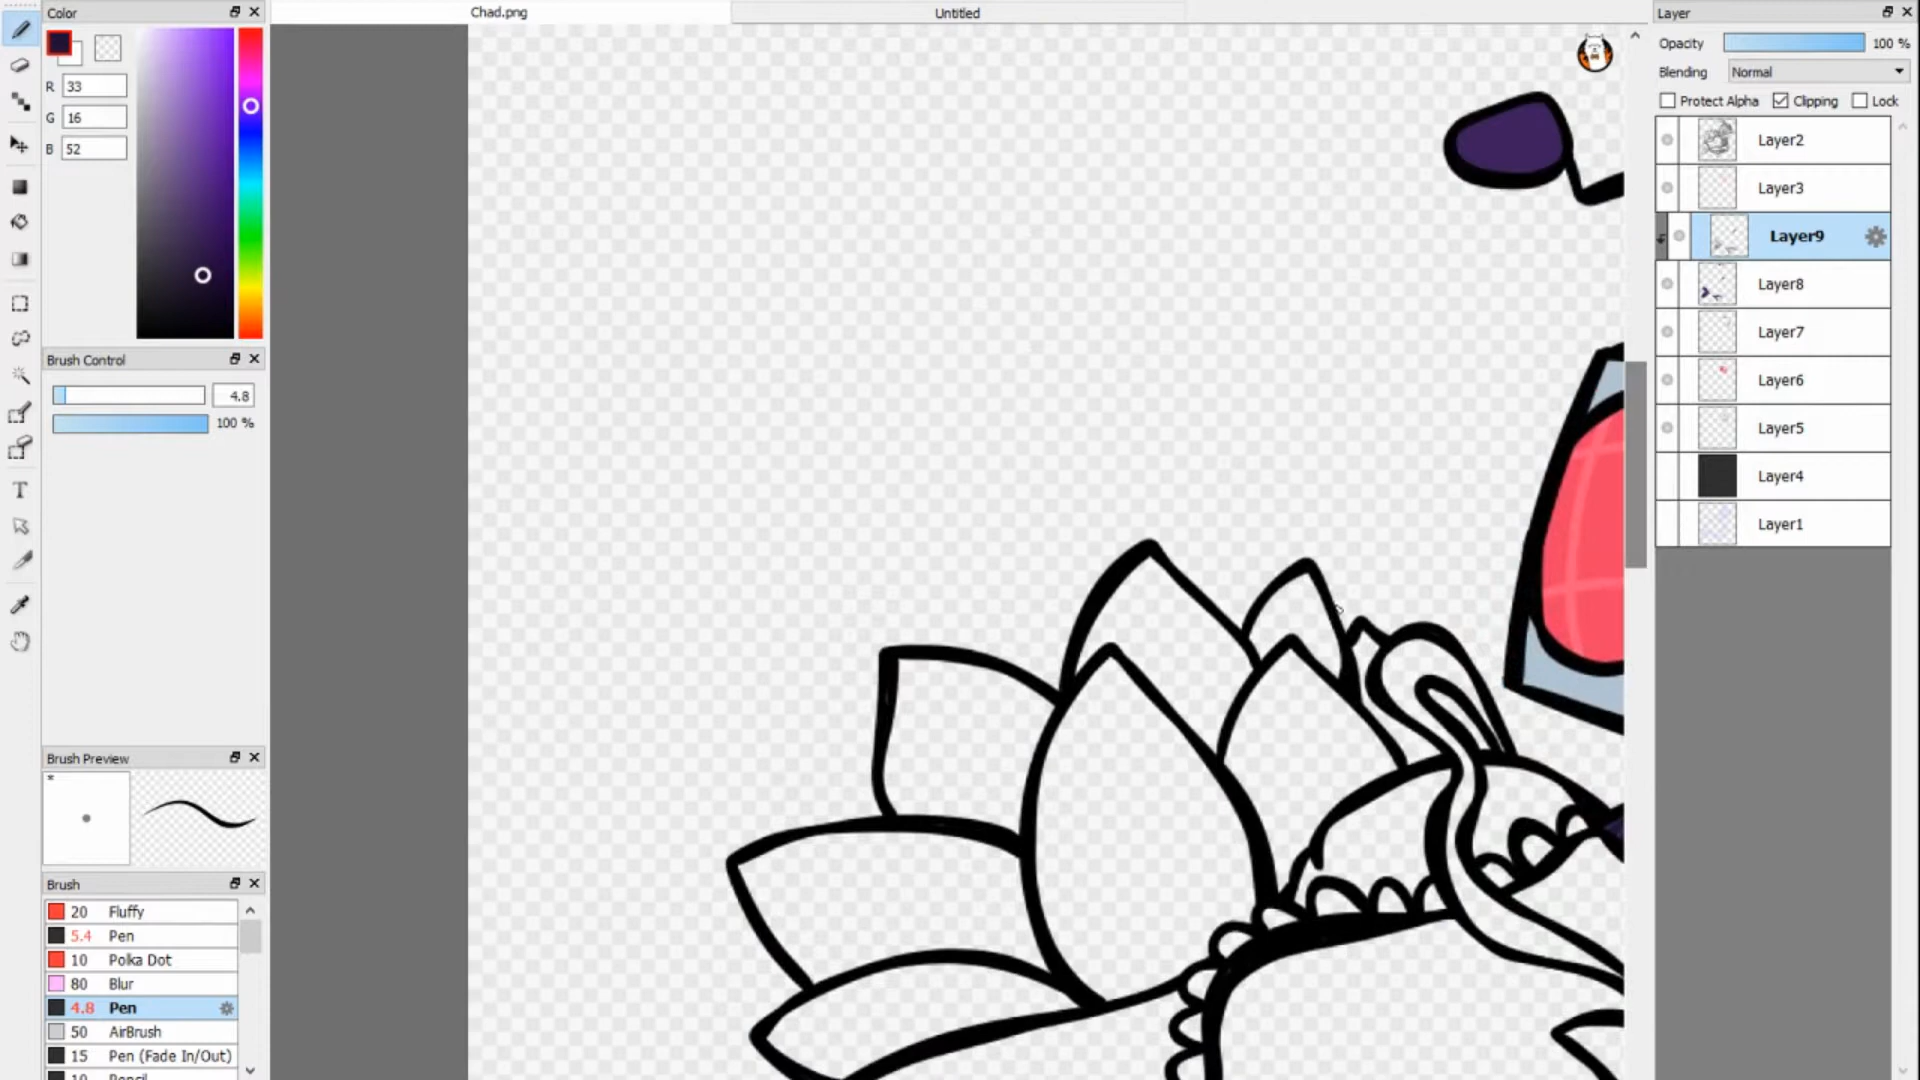 Color
R 33
G 16
B 52
Brush Control
4.8
100 %
Brush Preview
*
Brush
20 Fluffy
5.4 Pen
10 Polka Dot
80 Blur
4.8 Pen
50 AirBrush
15 Pen (Fade In/Out)
10 Pencil
T
Chad.png
Untitled
Layer
Opacity 100 %
Blending Normal
Protect Alpha Clipping Lock
Layer2
Layer3
Layer9
Layer8
Layer7
Layer6
Layer5
Layer4
Layer1